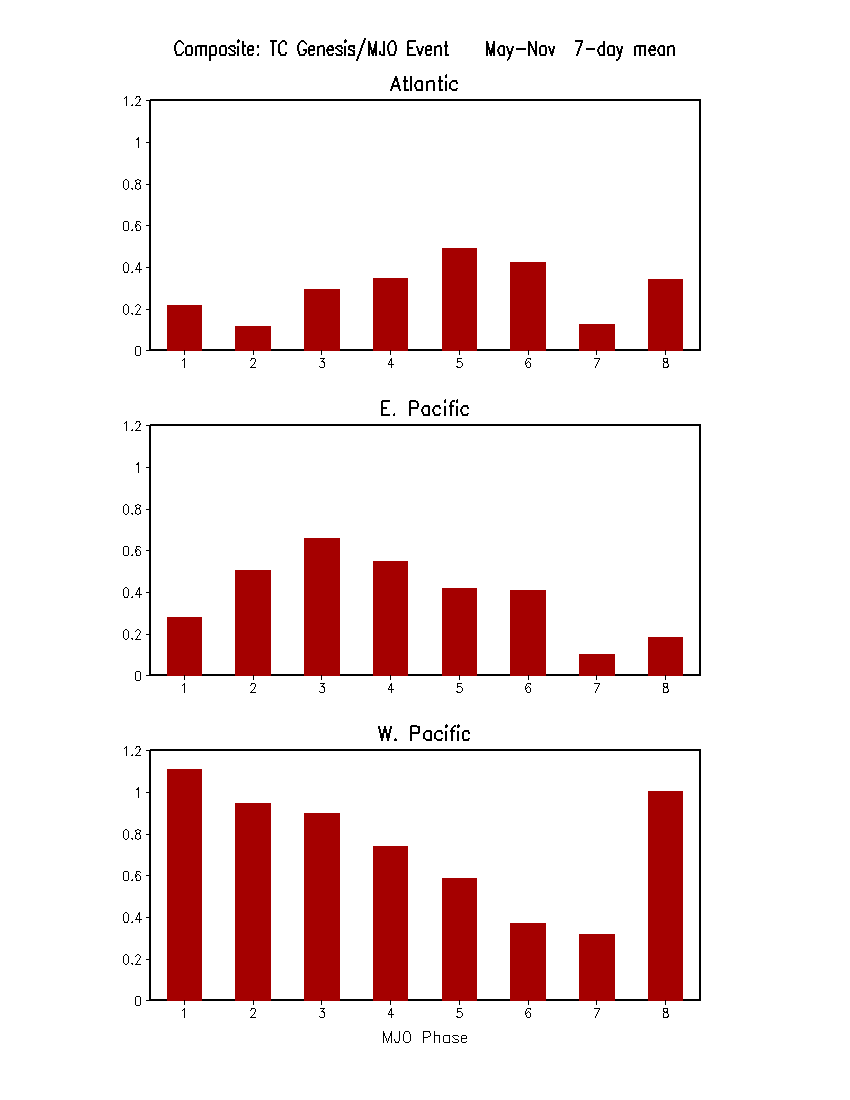 Composite: TC Genesis/MJO Event May-Nov 7-day mean
Atlantic
1.2
1
0.8
0.6
0.4
0.2
0
1 2 3 4 5 6 7 8
E. Pacific
1.2
1
0.8
0.6
0.4
0.2
0
1 2 3 4 5 6 7 8
W. Pacific
1.2
1
0.8
0.6
0.4
0.2
0
1 2 3 4 5 6 7 8
MJO Phase